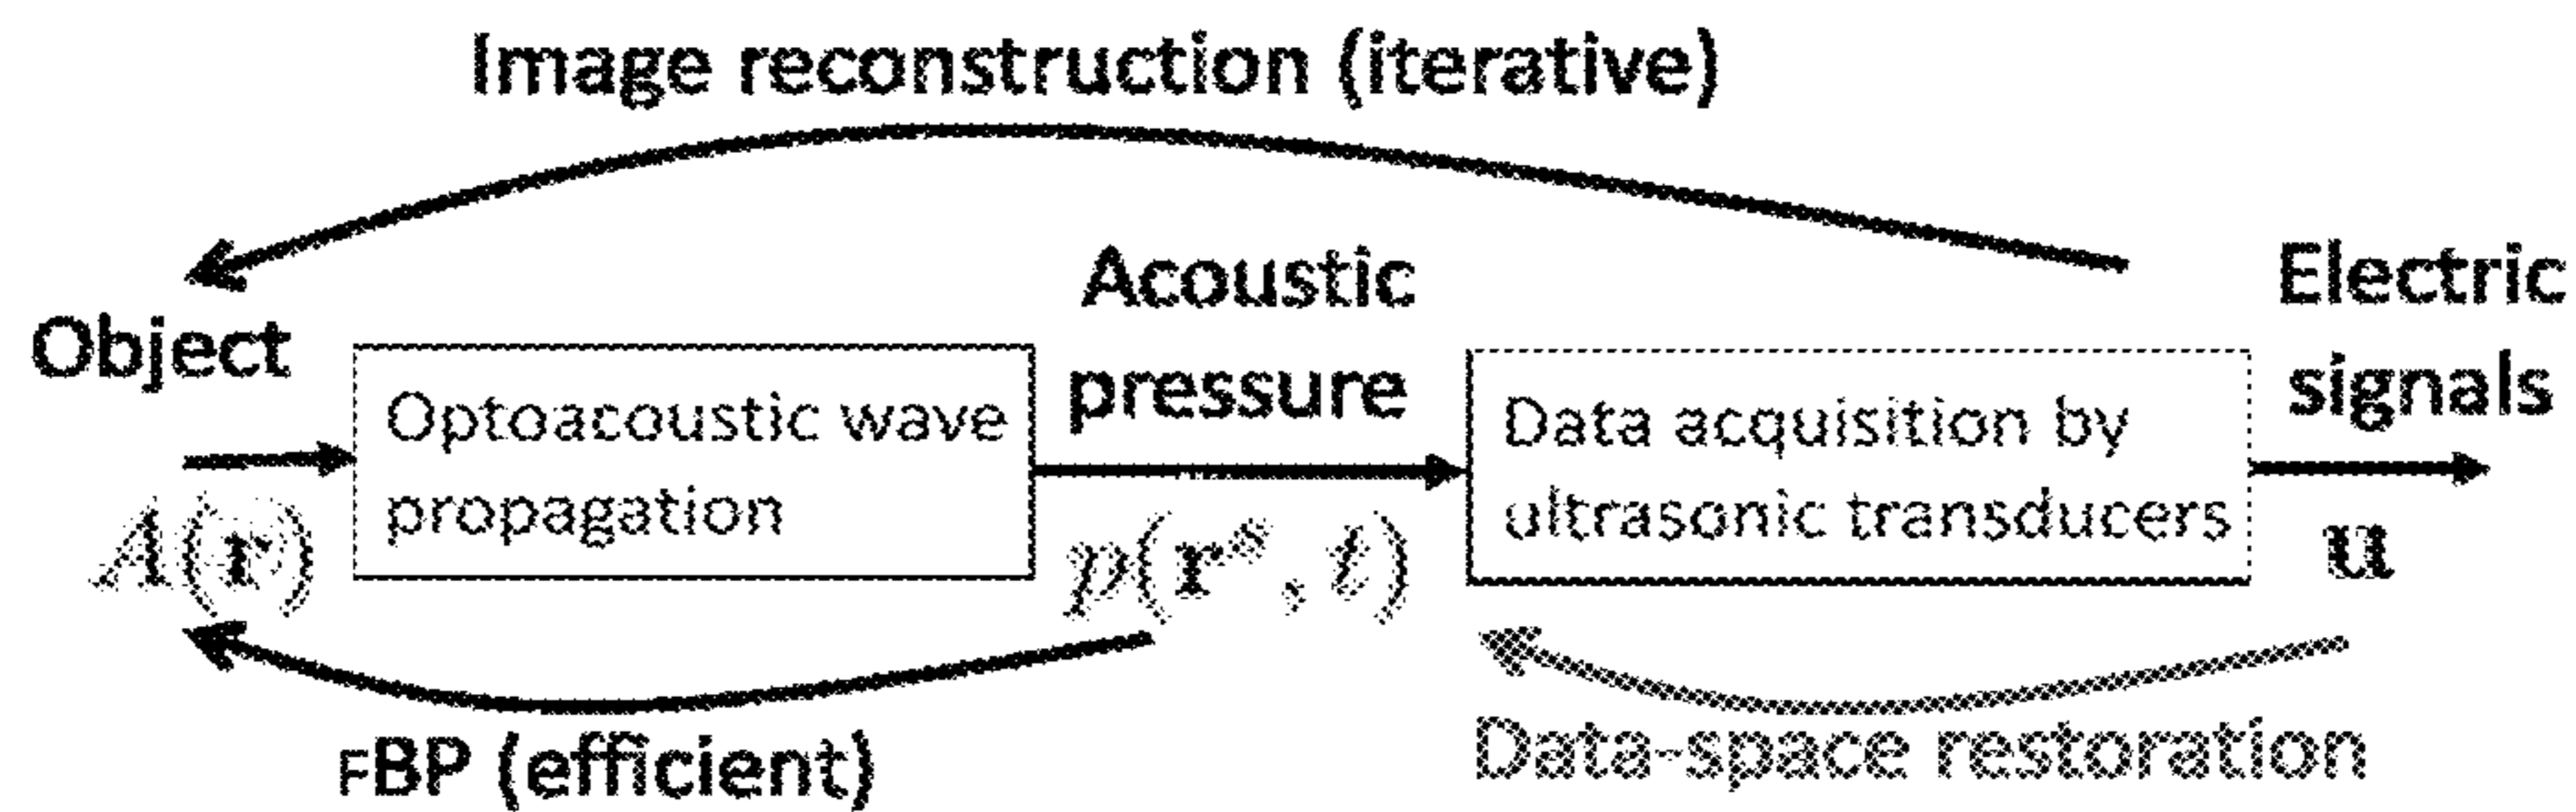 Image reconstruction (iterative)
Object
Acoustic
pressure
Electric
signals
Optoacoustic wave
propagation
Data acquisition by
ultrasonic transducers
A(r)
p(rˢ, t)
u
FBP (efficient)
Data-space restoration